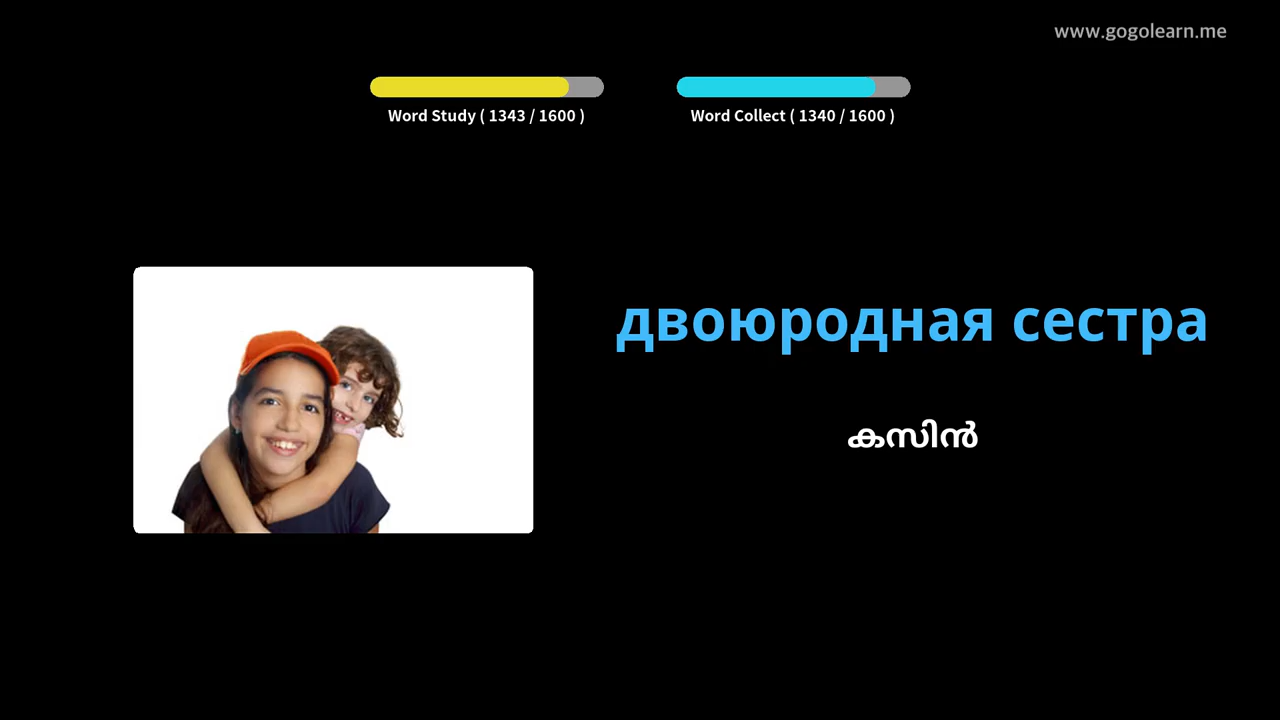 www.gogolearn.me
Word Study ( 1343 / 1600 )
Word Collect ( 1340 / 1600 )
двоюродная сестра
കസിൻ